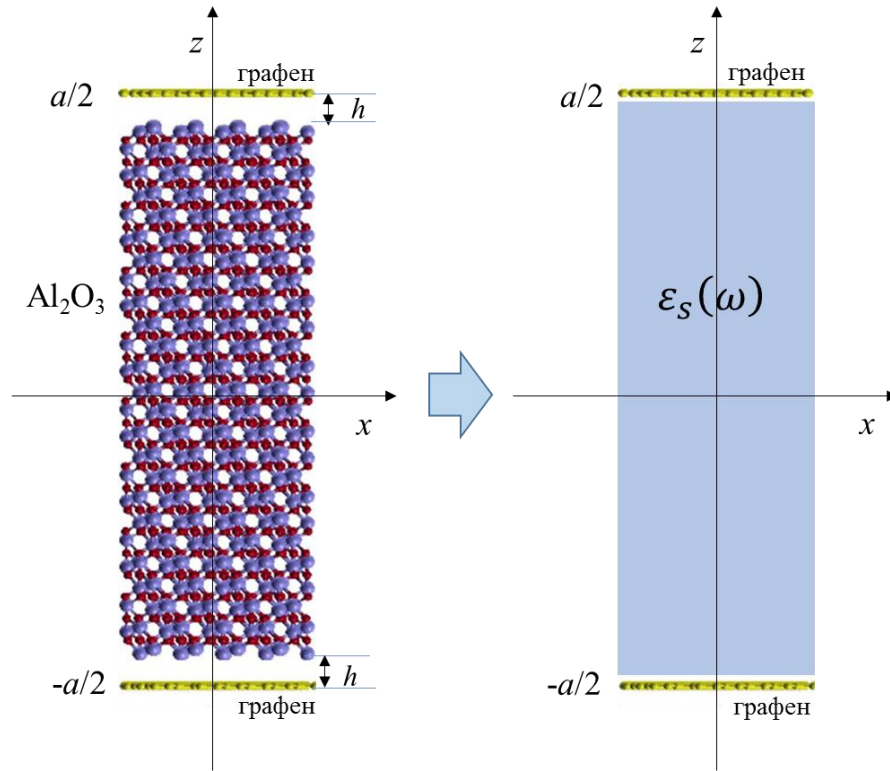 z
графен
a/2
h
Al₂O₃
x
-a/2
h
графен
z
графен
a/2
εₛ(ω)
x
-a/2
графен